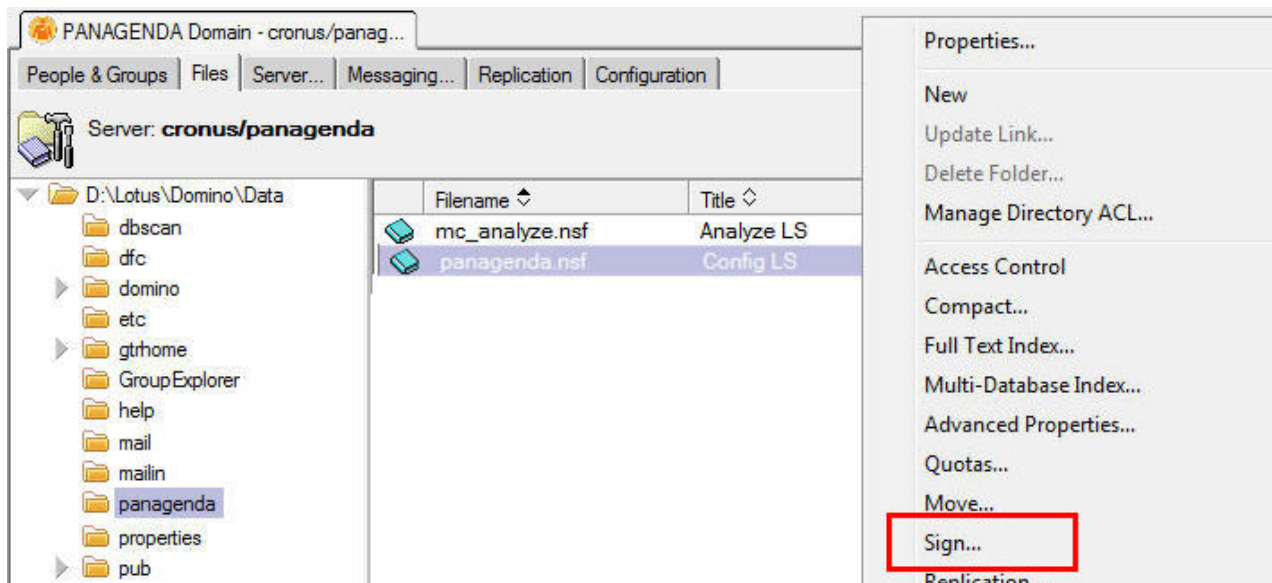 PANAGENDA Domain - cronus/panag...
People & Groups Files Server... Messaging... Replication Configuration
Server: cronus/panagenda
D:\Lotus\Domino\Data
dbscan
dfc
domino
etc
gtrhome
GroupExplorer
help
mail
mailin
panagenda
properties
pub
Filename Title
mc_analyze.nsf Analyze LS
panagenda.nsf Config LS
Properties...
New
Update Link...
Delete Folder...
Manage Directory ACL...
Access Control
Compact...
Full Text Index...
Multi-Database Index...
Advanced Properties...
Quotas...
Move...
Sign...
Replication